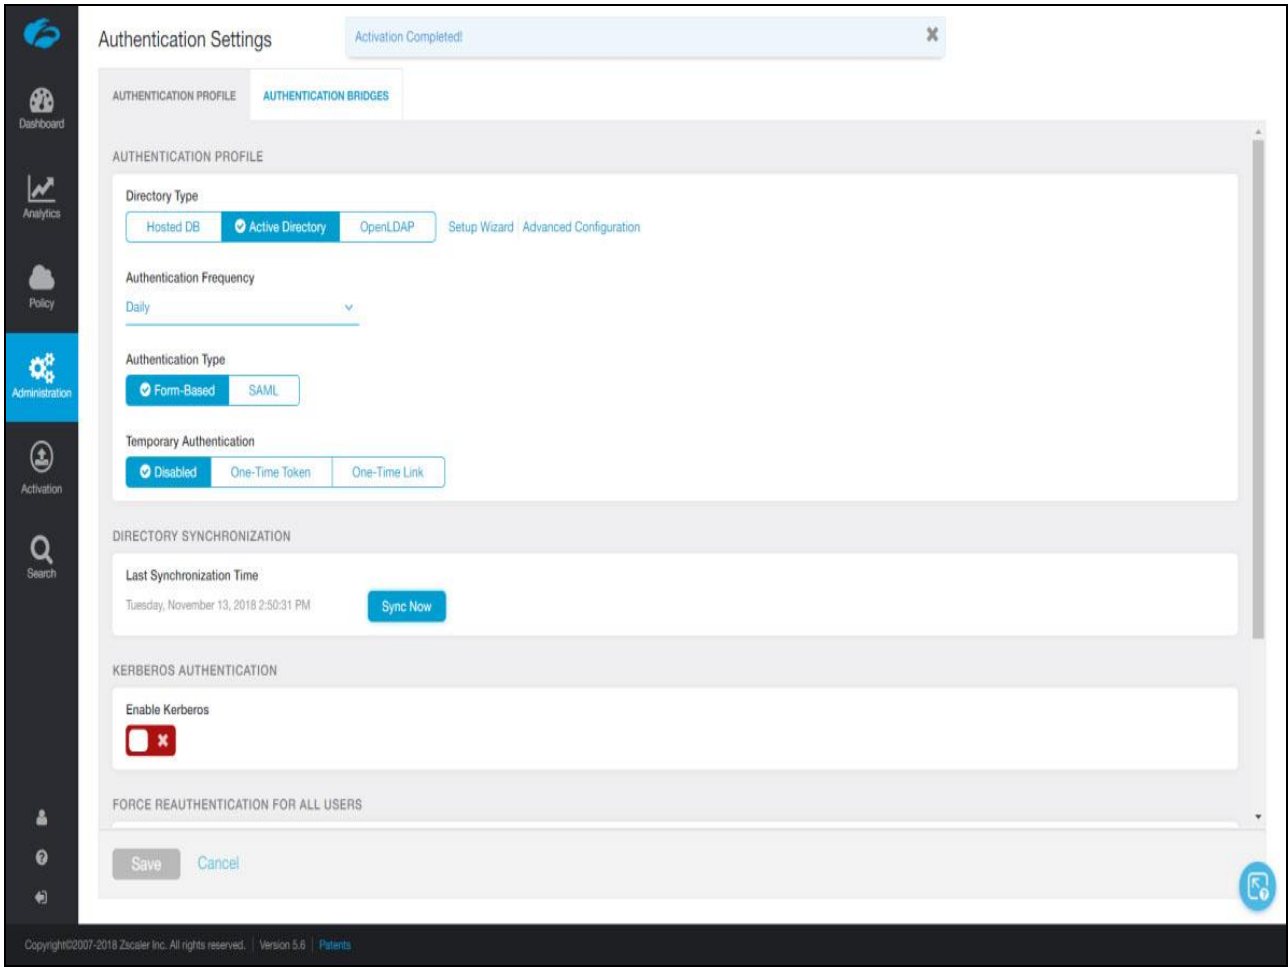 Authentication Settings
Activation Completed!
AUTHENTICATION PROFILE
AUTHENTICATION BRIDGES
Dashboard
Analytics
Policy
Administration
Activation
Search
AUTHENTICATION PROFILE
Directory Type
Hosted DB
Active Directory
OpenLDAP
Setup Wizard
Advanced Configuration
Authentication Frequency
Daily
Authentication Type
Form-Based
SAML
Temporary Authentication
Disabled
One-Time Token
One-Time Link
DIRECTORY SYNCHRONIZATION
Last Synchronization Time
Tuesday, November 13, 2018 2:50:31 PM
Sync Now
KERBEROS AUTHENTICATION
Enable Kerberos
FORCE REAUTHENTICATION FOR ALL USERS
Save
Cancel
Copyright©2007-2018 Zscaler Inc. All rights reserved. | Version 5.6 | Patents